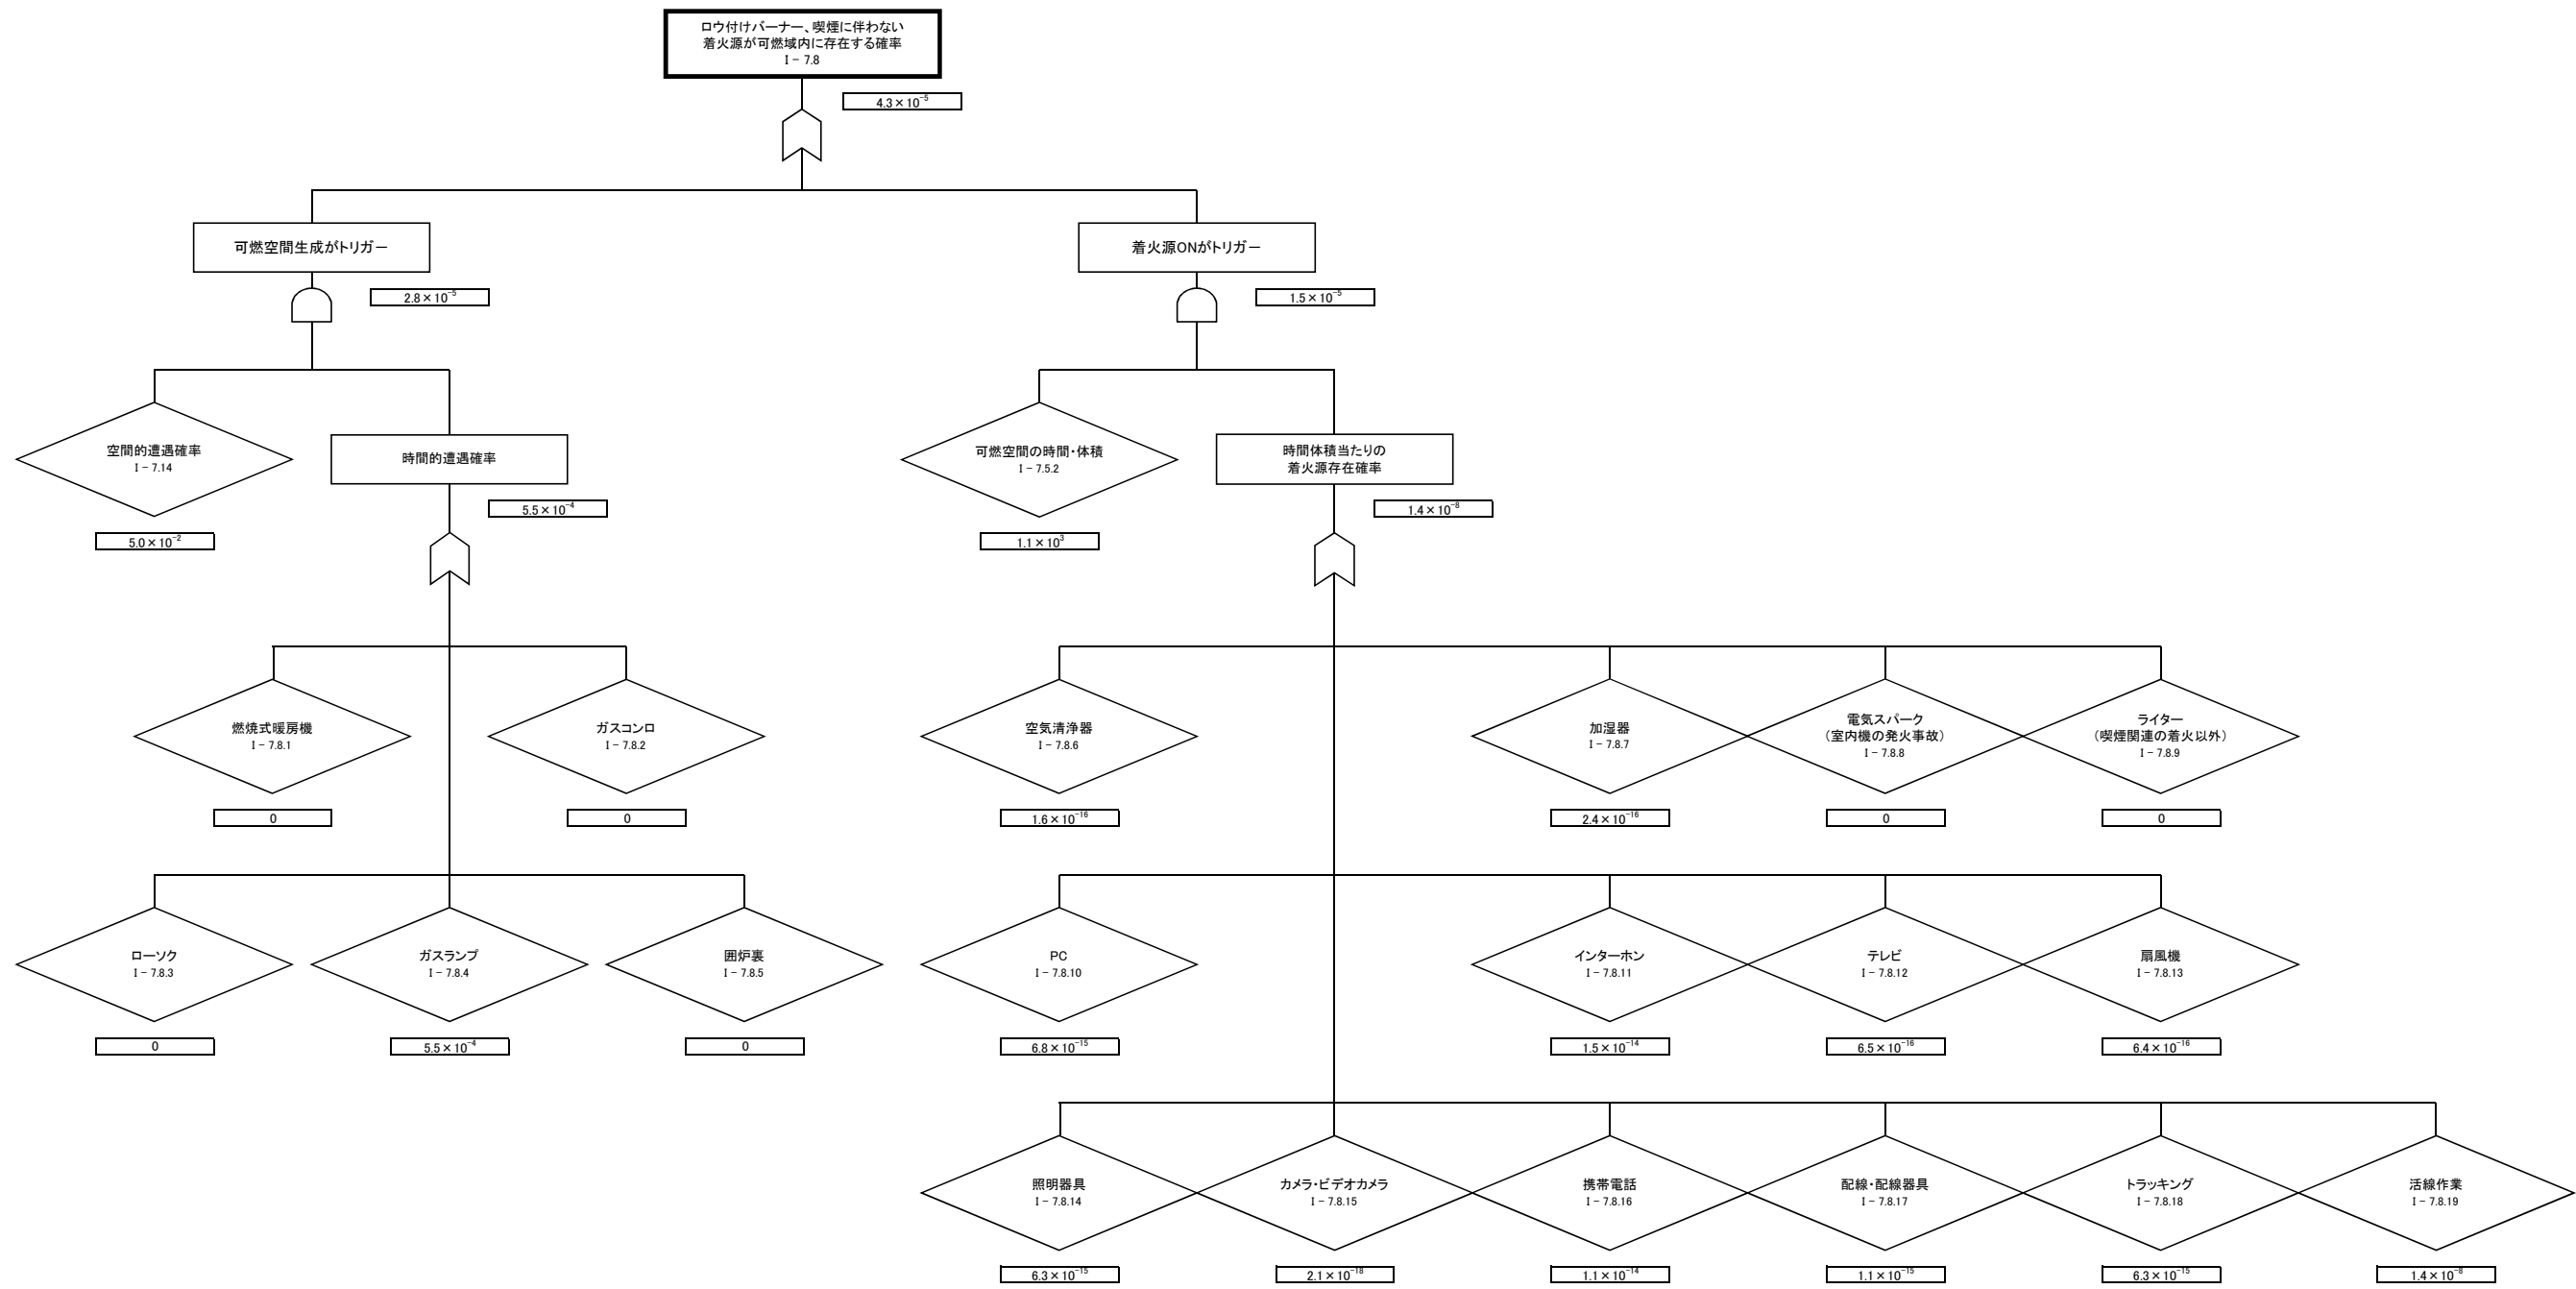 ロウ付けバーナー、喫煙に伴わない
着火源が可燃域内に存在する確率
I － 7.8
4.3×10⁻⁵
可燃空間生成がトリガー
着火源ONがトリガー
2.8×10⁻⁵
1.5×10⁻⁵
空間的遭遇確率
I － 7.14
時間的遭遇確率
可燃空間の時間・体積
I － 7.5.2
時間体積当たりの
着火源存在確率
5.5×10⁻⁴
1.4×10⁻⁸
5.0×10⁻²
1.1×10³
燃焼式暖房機
I － 7.8.1
ガスコンロ
I － 7.8.2
空気清浄器
I － 7.8.6
加湿器
I － 7.8.7
電気スパーク
（室内機の発火事故）
I － 7.8.8
ライター
（喫煙関連の着火以外）
I － 7.8.9
0
0
1.6×10⁻¹⁶
2.4×10⁻¹⁶
0
0
ローソク
I － 7.8.3
ガスランプ
I － 7.8.4
囲炉裏
I － 7.8.5
PC
I － 7.8.10
インターホン
I － 7.8.11
テレビ
I － 7.8.12
扇風機
I － 7.8.13
0
5.5×10⁻⁴
0
6.8×10⁻¹⁵
1.5×10⁻¹⁴
6.5×10⁻¹⁶
6.4×10⁻¹⁶
照明器具
I － 7.8.14
カメラ・ビデオカメラ
I － 7.8.15
携帯電話
I － 7.8.16
配線・配線器具
I － 7.8.17
トラッキング
I － 7.8.18
活線作業
I － 7.8.19
6.3×10⁻¹⁵
2.1×10⁻¹⁸
1.1×10⁻¹⁴
1.1×10⁻¹⁵
6.3×10⁻¹⁵
1.4×10⁻⁸